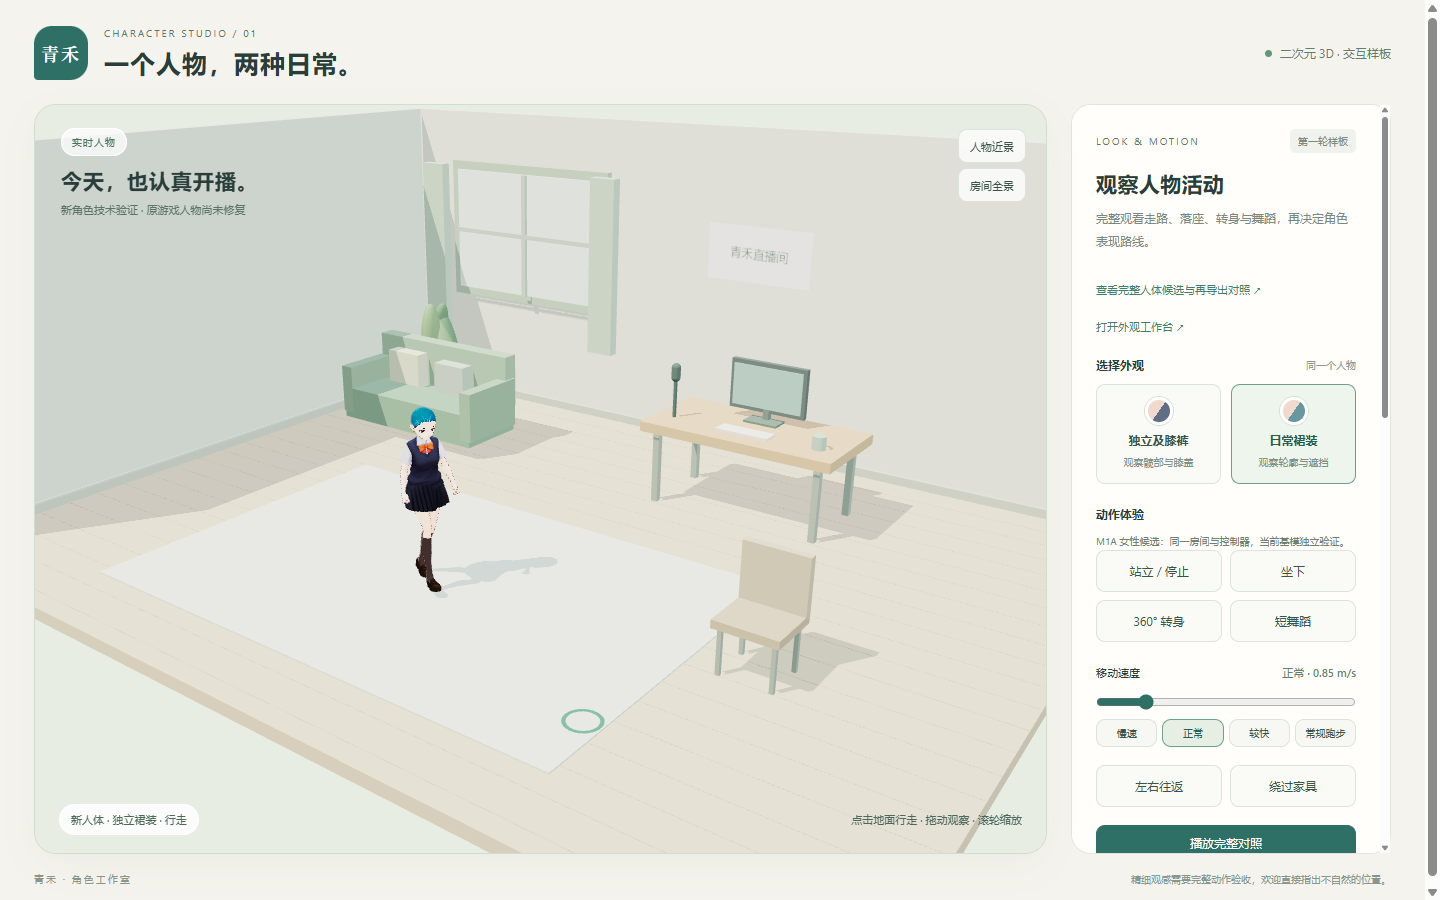 青禾
CHARACTER STUDIO / 01
一个人物，两种日常。
二次元 3D · 交互样板
实时人物
今天，也认真开播。
新角色技术验证 · 原游戏人物尚未修复
人物近景
房间全景
青禾直播间
新人体 · 独立裙装 · 行走
点击地面行走 · 拖动观察 · 滚轮缩放
LOOK & MOTION
第一轮样板
观察人物活动
完整观看走路、落座、转身与舞蹈，再决定角色
表现路线。
查看完整人体候选与再导出对照 ↗
打开外观工作台 ↗
选择外观
同一个人物
独立及膝裤
观察髋部与膝盖
日常裙装
观察轮廓与遮挡
动作体验
M1A 女性候选：同一房间与控制器，当前基模独立验证。
站立 / 停止
坐下
360° 转身
短舞蹈
移动速度
正常 · 0.85 m/s
慢速
正常
较快
常规跑步
左右往返
绕过家具
播放完整对照
青禾 · 角色工作室
精细观感需要完整动作验收，欢迎直接指出不自然的位置。